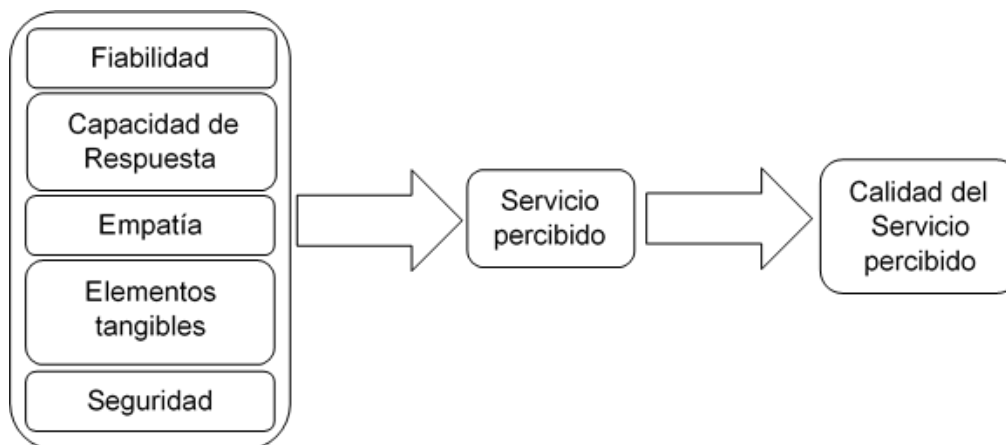 Fiabilidad
Capacidad de
Respuesta
Empatía
Elementos
tangibles
Seguridad
Servicio
percibido
Calidad del
Servicio
percibido